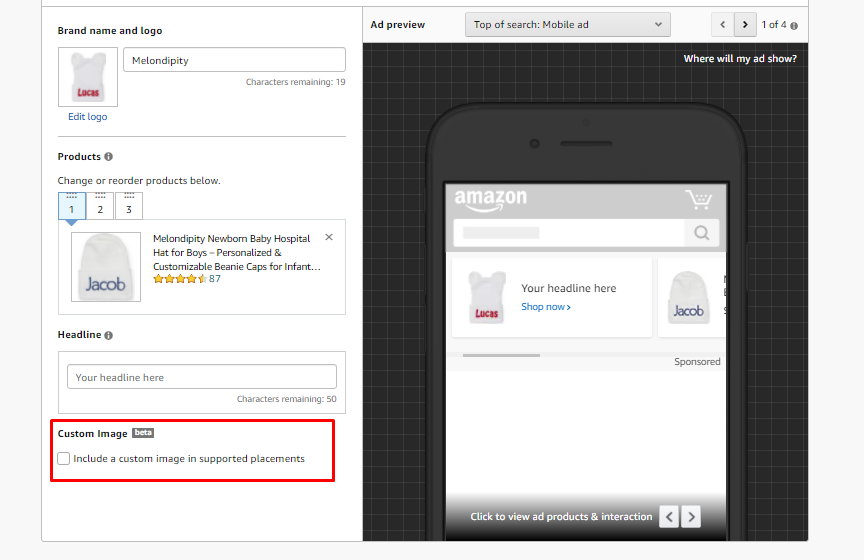 Brand name and logo
Lucas
Melondipity
Characters remaining: 19
Edit logo
Products
Change or reorder products below.
1 2 3
Jacob
Melondipity Newborn Baby Hospital
Hat for Boys – Personalized &
Customizable Beanie Caps for Infant...
87
Headline
Your headline here
Characters remaining: 50
Custom Image beta
Include a custom image in supported placements
Ad preview
Top of search: Mobile ad
1 of 4
Where will my ad show?
amazon
Lucas
Your headline here
Shop now ›
Jacob
Sponsored
Click to view ad products & interaction